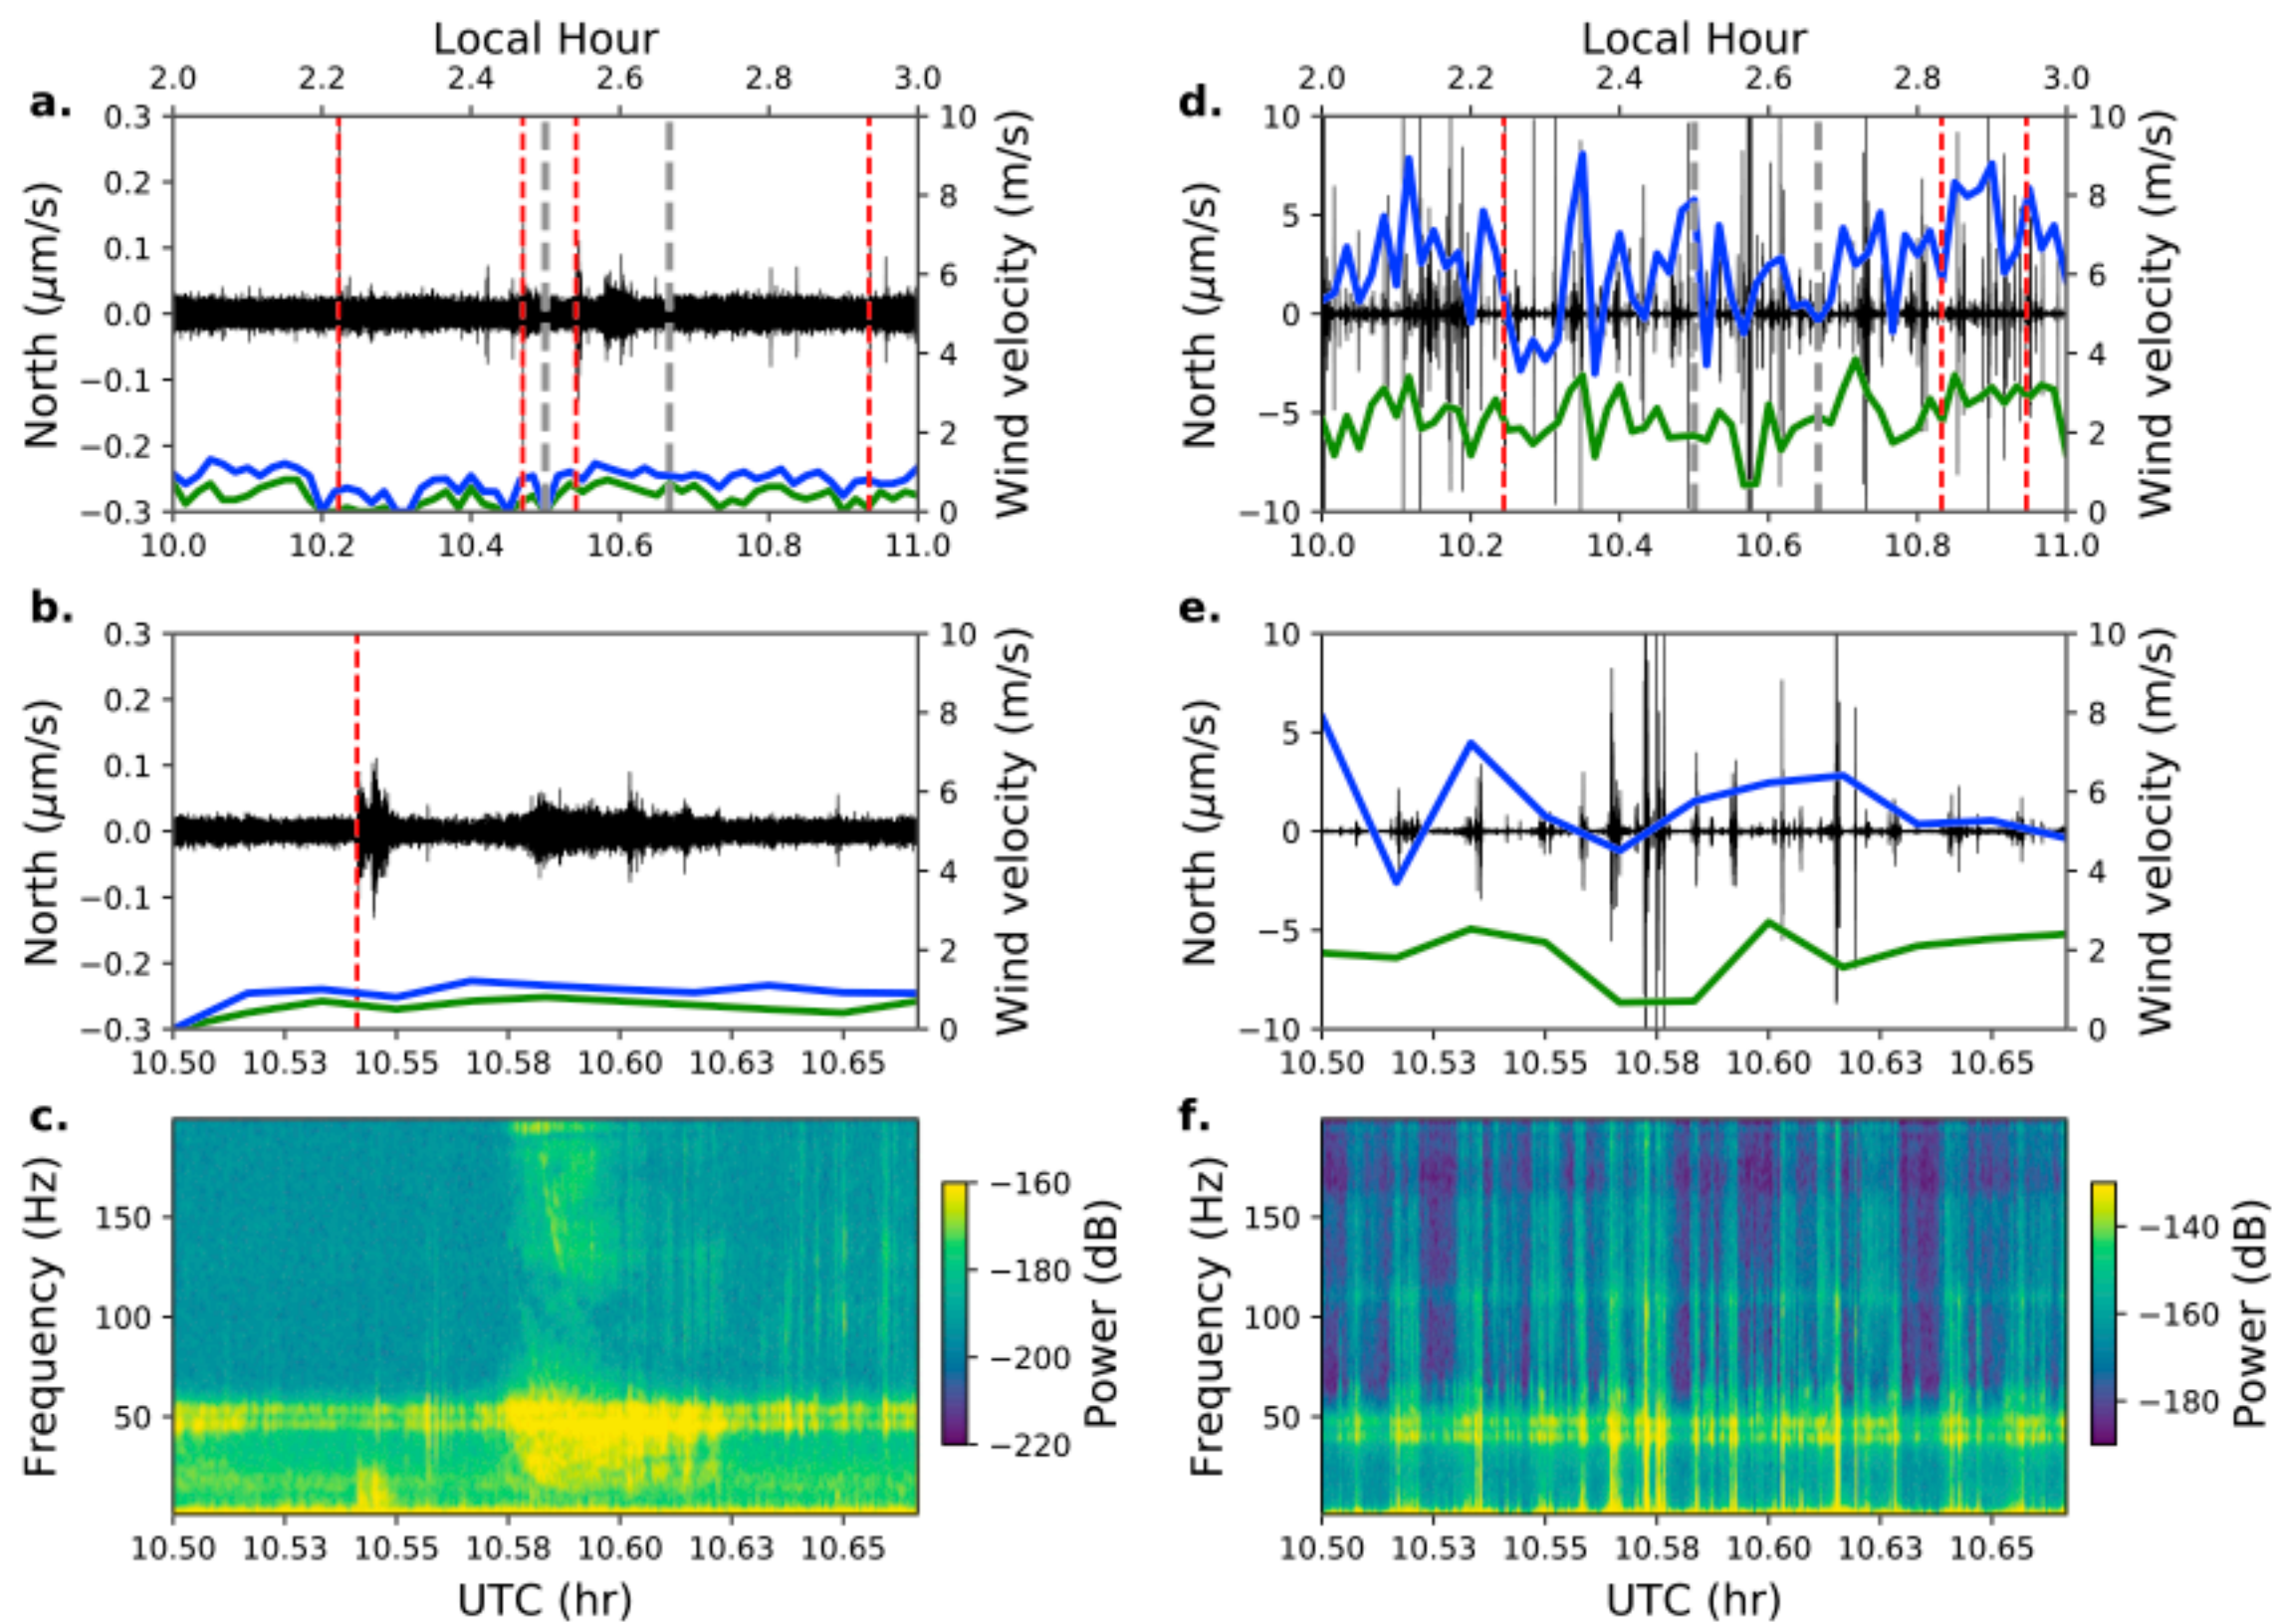 Local Hour
2.0 2.2 2.4 2.6 2.8 3.0
a.
0.3 0.2 0.1 0.0 −0.1 −0.2 −0.3
North (μm/s)
10 8 6 4 2 0
Wind velocity (m/s)
10.0 10.2 10.4 10.6 10.8 11.0
b.
0.3 0.2 0.1 0.0 −0.1 −0.2 −0.3
North (μm/s)
10 8 6 4 2 0
Wind velocity (m/s)
10.50 10.53 10.55 10.58 10.60 10.63 10.65
c.
150 100 50
Frequency (Hz)
−160 −180 −200 −220
Power (dB)
10.50 10.53 10.55 10.58 10.60 10.63 10.65
UTC (hr)
Local Hour
2.0 2.2 2.4 2.6 2.8 3.0
d.
10 5 0 −5 −10
North (μm/s)
10 8 6 4 2 0
Wind velocity (m/s)
10.0 10.2 10.4 10.6 10.8 11.0
e.
10 5 0 −5 −10
North (μm/s)
10 8 6 4 2 0
Wind velocity (m/s)
10.50 10.53 10.55 10.58 10.60 10.63 10.65
f.
150 100 50
Frequency (Hz)
−140 −160 −180
Power (dB)
10.50 10.53 10.55 10.58 10.60 10.63 10.65
UTC (hr)